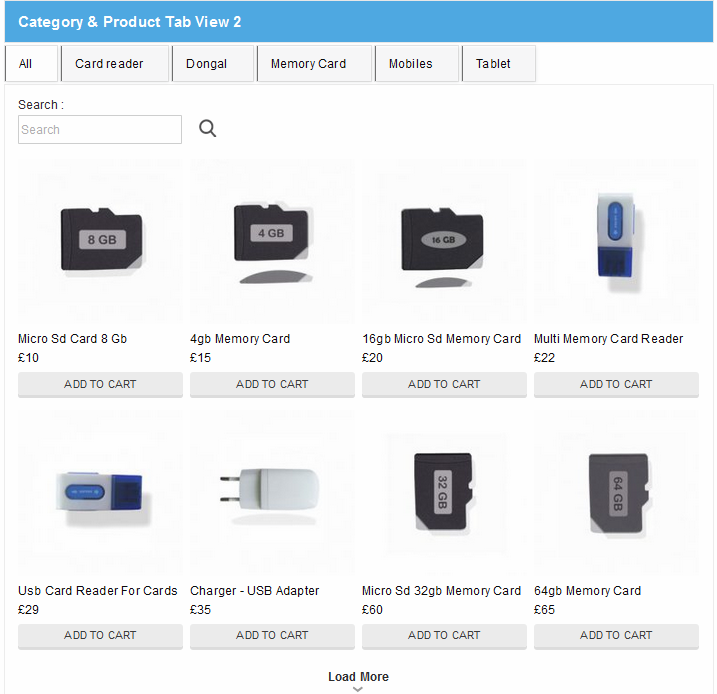 Category & Product Tab View 2
All
Card reader
Dongal
Memory Card
Mobiles
Tablet
Search :
Search
8 GB
4 GB
16 GB
Micro Sd Card 8 Gb
4gb Memory Card
16gb Micro Sd Memory Card
Multi Memory Card Reader
£10
£15
£20
£22
ADD TO CART
ADD TO CART
ADD TO CART
ADD TO CART
32 GB
64 GB
Usb Card Reader For Cards
Charger - USB Adapter
Micro Sd 32gb Memory Card
64gb Memory Card
£29
£35
£60
£65
ADD TO CART
ADD TO CART
ADD TO CART
ADD TO CART
Load More